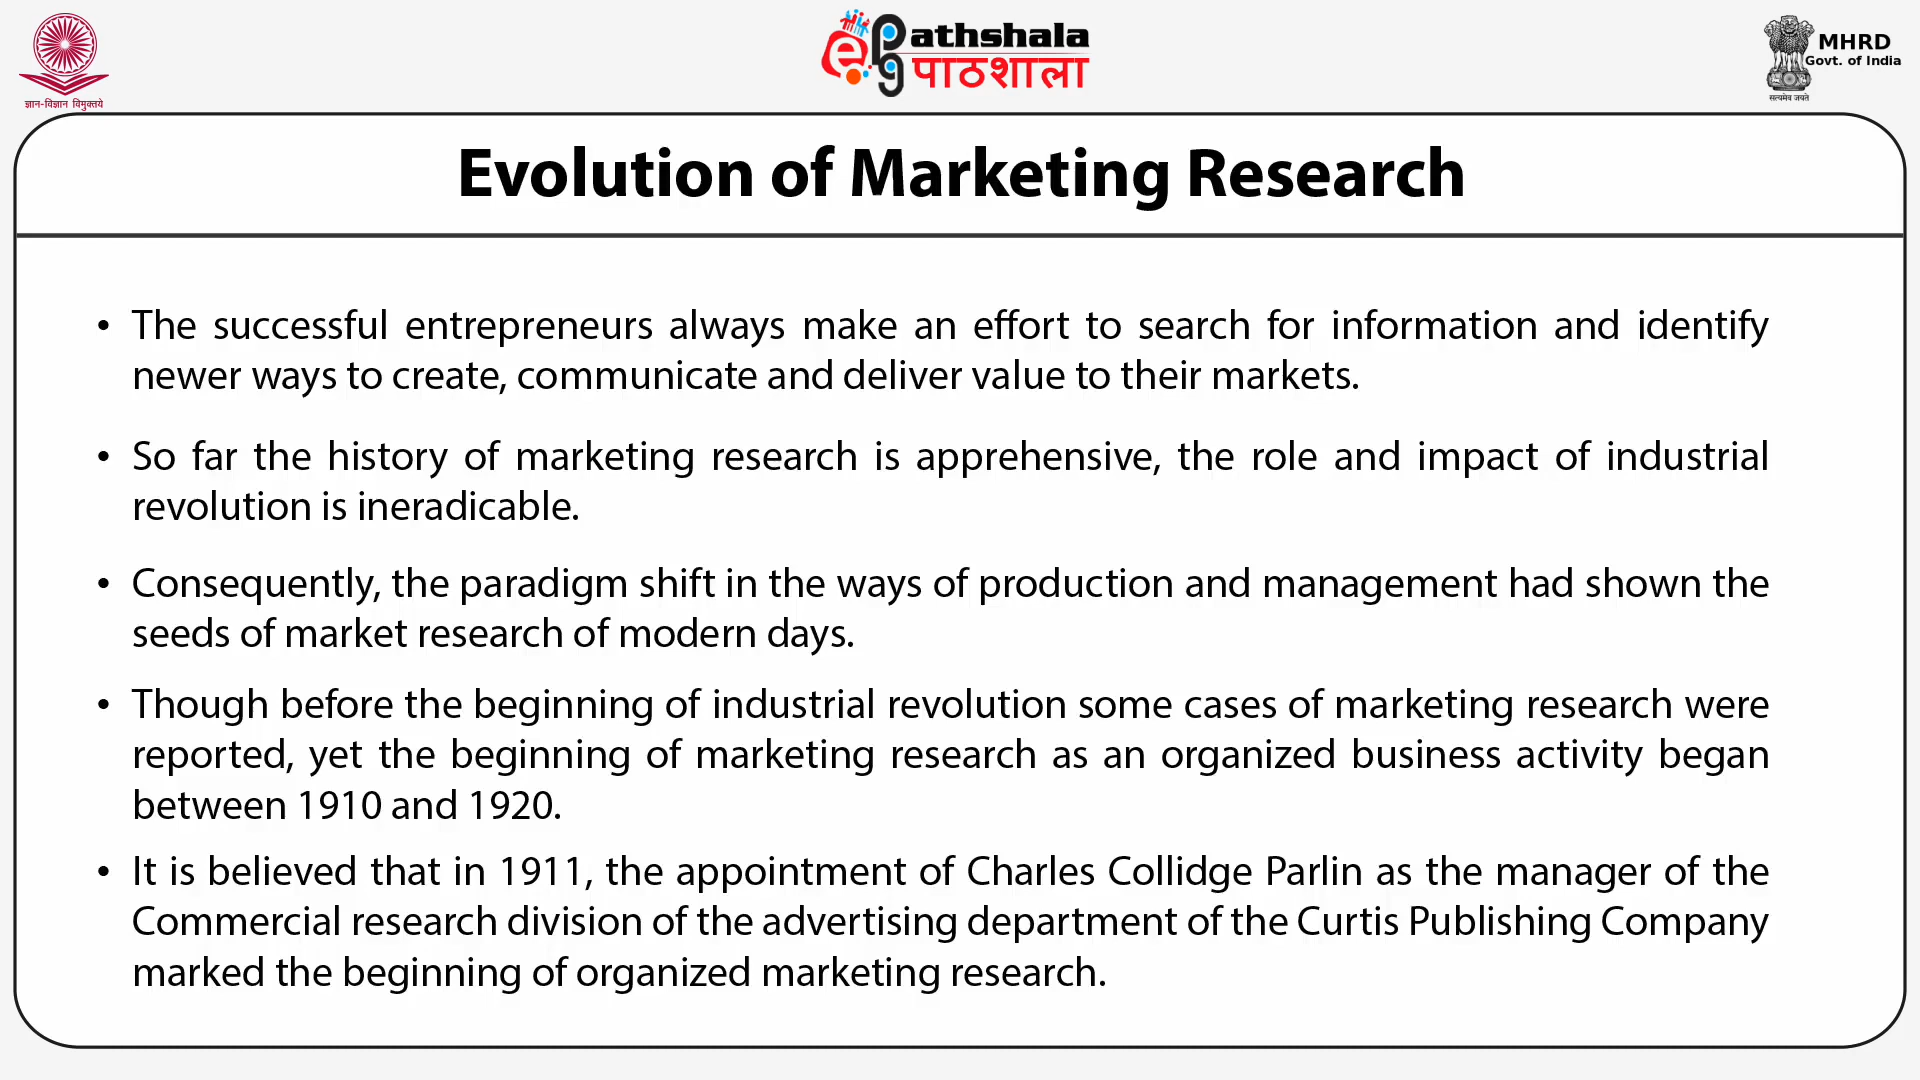 ज्ञान-विज्ञान विमुक्तये
e Pg athshala
पाठशाला
MHRD
Govt. of India
सत्यमेव जयते
Evolution of Marketing Research
• The successful entrepreneurs always make an effort to search for information and identify
newer ways to create, communicate and deliver value to their markets.
• So far the history of marketing research is apprehensive, the role and impact of industrial
revolution is ineradicable.
• Consequently, the paradigm shift in the ways of production and management had shown the
seeds of market research of modern days.
• Though before the beginning of industrial revolution some cases of marketing research were
reported, yet the beginning of marketing research as an organized business activity began
between 1910 and 1920.
• It is believed that in 1911, the appointment of Charles Collidge Parlin as the manager of the
Commercial research division of the advertising department of the Curtis Publishing Company
marked the beginning of organized marketing research.